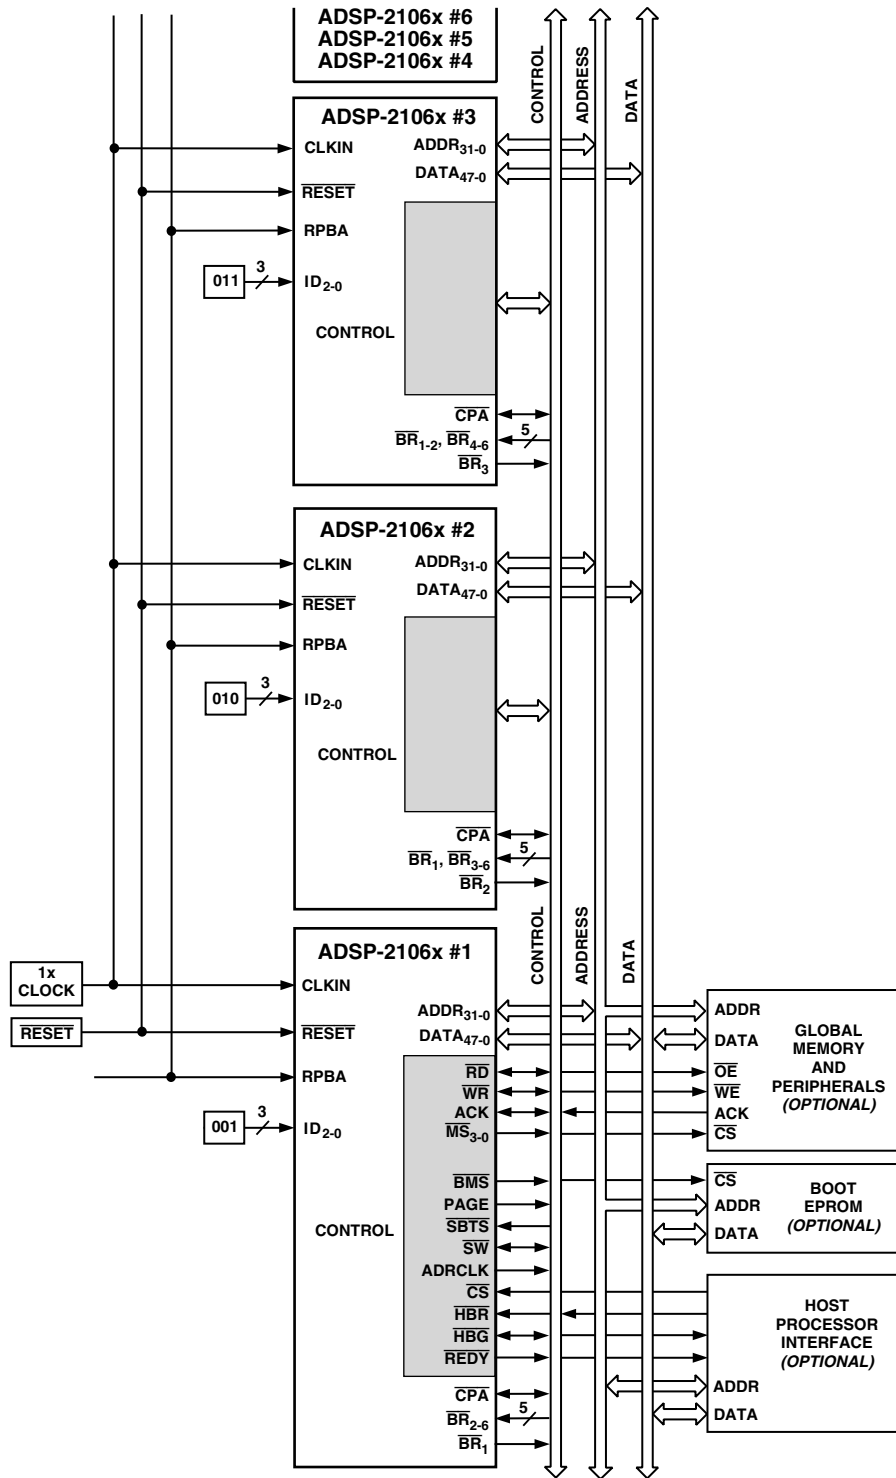 ADSP-2106x #6
ADSP-2106x #5
ADSP-2106x #4
CONTROL
ADDRESS
DATA
ADSP-2106x #3
CLKIN
ADDR31-0
DATA47-0
RESET
RPBA
011
3
ID2-0
CONTROL
CPA
BR1-2, BR4-6
5
BR3
ADSP-2106x #2
CLKIN
ADDR31-0
DATA47-0
RESET
RPBA
010
3
ID2-0
CONTROL
CPA
BR1, BR3-6
5
BR2
CONTROL
ADDRESS
DATA
ADSP-2106x #1
1x
CLOCK
CLKIN
ADDR31-0
RESET
RESET
DATA47-0
RPBA
001
3
ID2-0
RD
WR
ACK
MS3-0
BMS
PAGE
SBTS
SW
ADRCLK
CS
HBR
HBG
REDY
CONTROL
CPA
BR2-6
5
BR1
ADDR
DATA
OE
WE
ACK
CS
GLOBAL
MEMORY
AND
PERIPHERALS
(OPTIONAL)
CS
ADDR
DATA
BOOT
EPROM
(OPTIONAL)
HOST
PROCESSOR
INTERFACE
(OPTIONAL)
ADDR
DATA